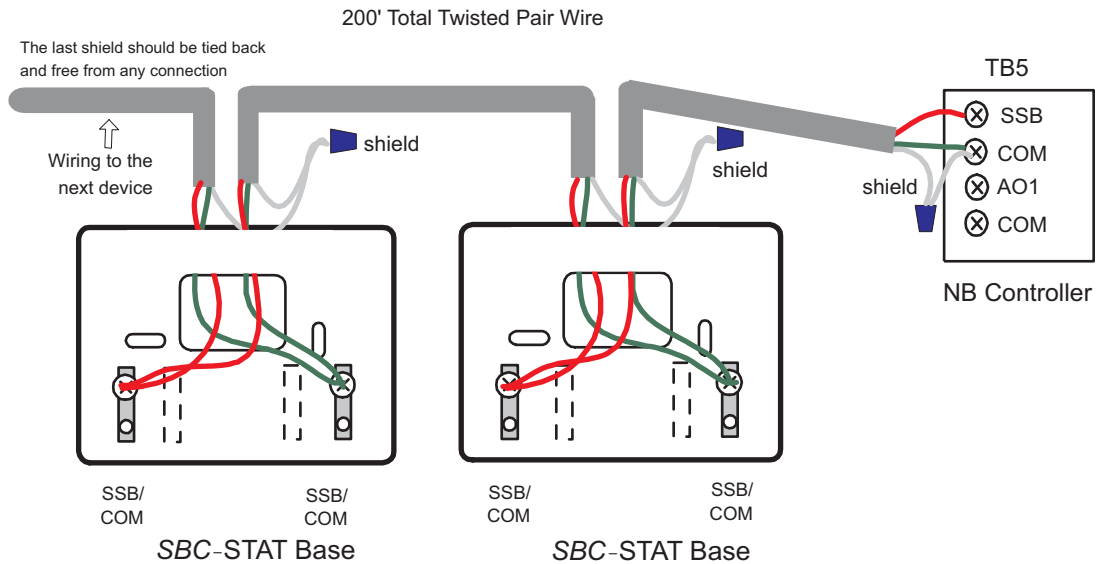 200' Total Twisted Pair Wire
The last shield should be tied back
and free from any connection
Wiring to the
next device
shield
shield
shield
TB5
SSB
COM
AO1
COM
NB Controller
SSB/
COM
SSB/
COM
SBC-STAT Base
SSB/
COM
SSB/
COM
SBC-STAT Base